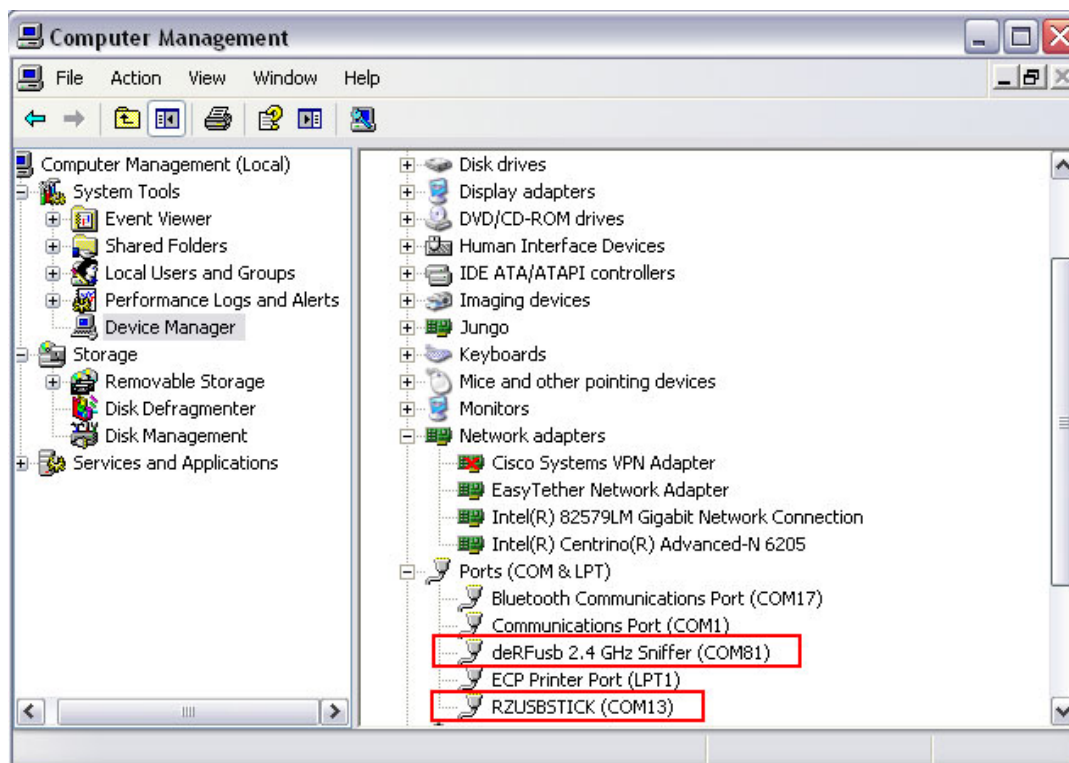 Computer Management
File Action View Window Help
Computer Management (Local)
System Tools
Event Viewer
Shared Folders
Local Users and Groups
Performance Logs and Alerts
Device Manager
Storage
Removable Storage
Disk Defragmenter
Disk Management
Services and Applications
Disk drives
Display adapters
DVD/CD-ROM drives
Human Interface Devices
IDE ATA/ATAPI controllers
Imaging devices
Jungo
Keyboards
Mice and other pointing devices
Monitors
Network adapters
Cisco Systems VPN Adapter
EasyTether Network Adapter
Intel(R) 82579LM Gigabit Network Connection
Intel(R) Centrino(R) Advanced-N 6205
Ports (COM & LPT)
Bluetooth Communications Port (COM17)
Communications Port (COM1)
deRFusb 2.4 GHz Sniffer (COM81)
ECP Printer Port (LPT1)
RZUSBSTICK (COM13)